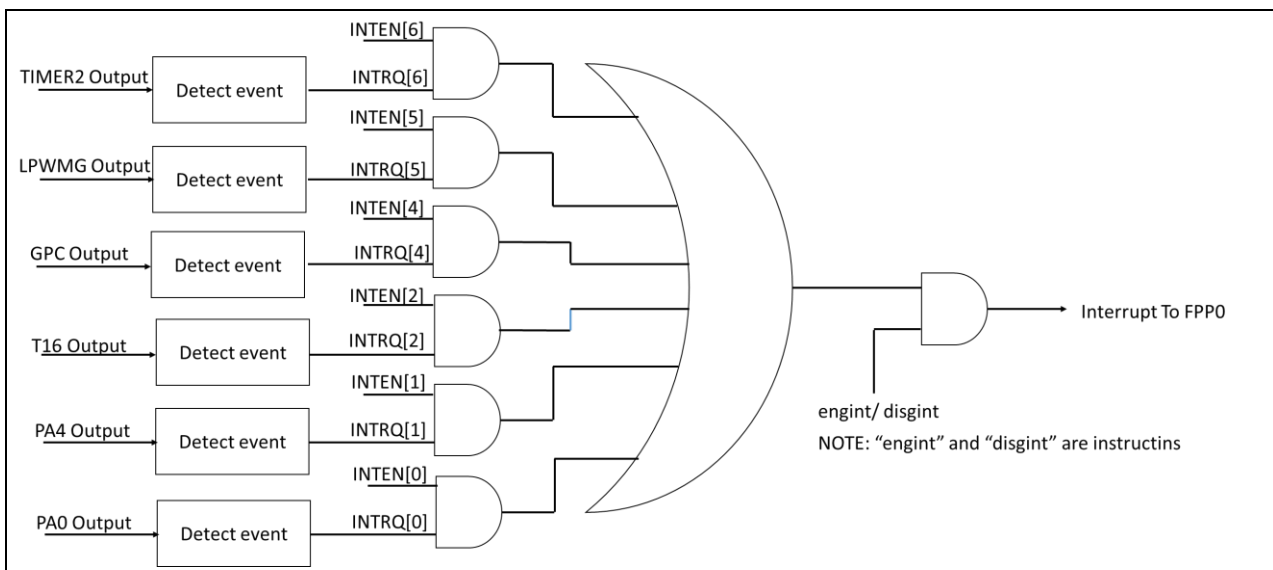 INTEN[6]
TIMER2 Output
Detect event
INTRQ[6]
INTEN[5]
LPWMG Output
Detect event
INTRQ[5]
INTEN[4]
GPC Output
Detect event
INTRQ[4]
INTEN[2]
T16 Output
Detect event
INTRQ[2]
INTEN[1]
PA4 Output
Detect event
INTRQ[1]
INTEN[0]
PA0 Output
Detect event
INTRQ[0]
Interrupt To FPP0
engint/ disgint
NOTE: “engint” and “disgint” are instructins